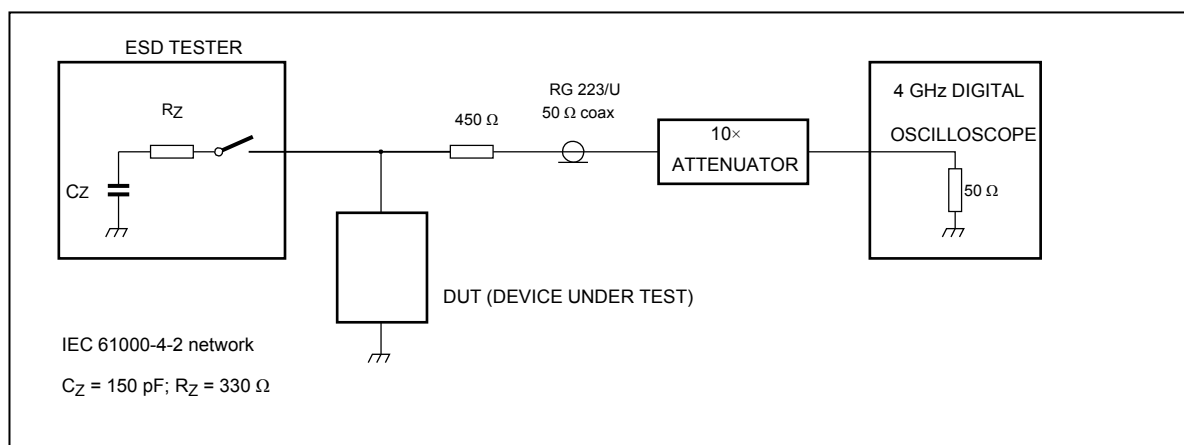 ESD TESTER
RZ
CZ
450 Ω
RG 223/U
50 Ω coax
10×
ATTENUATOR
4 GHz DIGITAL
OSCILLOSCOPE
50 Ω
DUT (DEVICE UNDER TEST)
IEC 61000-4-2 network
CZ = 150 pF; RZ = 330 Ω